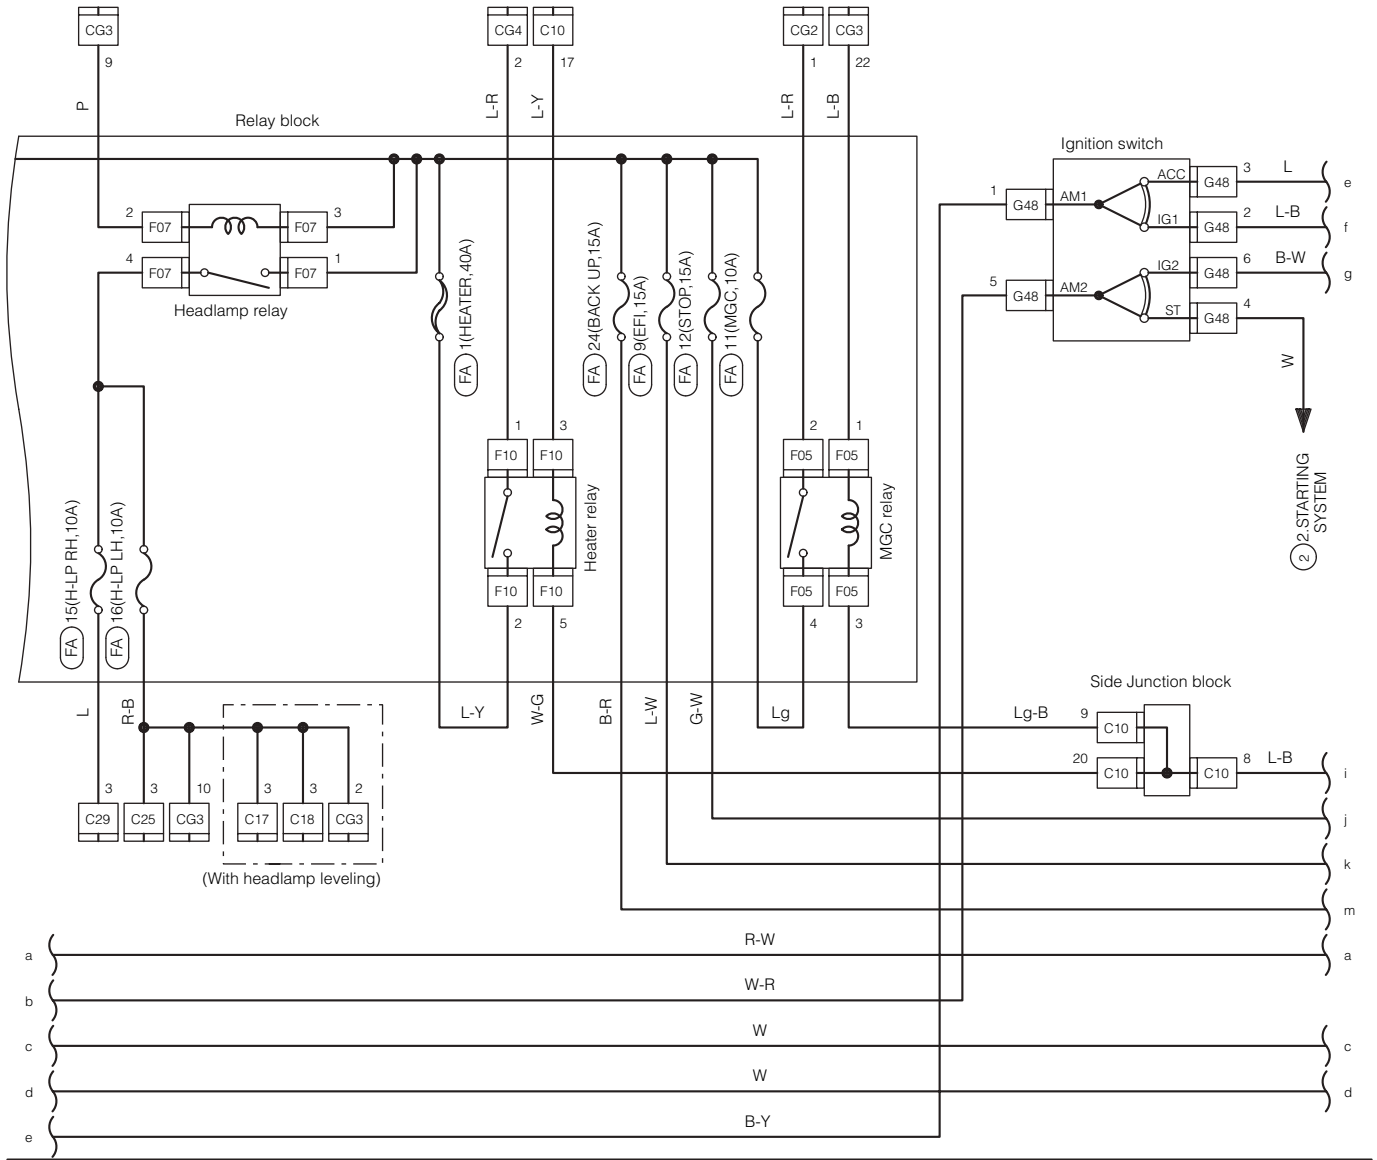 CG3 CG4 C10 CG2 CG3
9 2 17 1 22
P L-R L-Y L-R L-B
Relay block
Ignition switch
1 G48 AM1 ACC G48 3 L e
IG1 G48 2 L-B f
5 G48 AM2 IG2 G48 6 B-W g
ST G48 4
W
2 2.STARTING
SYSTEM
2 F07 F07 3
4 F07 F07 1
Headlamp relay
FA 1(HEATER,40A)
FA 24(BACK UP,15A)
FA 9(EFI,15A)
FA 12(STOP,15A)
FA 11(MGC,10A)
1 3 2 1
F10 F10 F05 F05
Heater relay
MGC relay
F10 F10 F05 F05
2 5 4 3
FA 15(H-LP RH,10A)
FA 16(H-LP LH,10A)
L R-B L-Y W-G B-R L-W G-W Lg
Side Junction block
Lg-B 9 C10
20 C10 C10 8 L-B i
3 3 10 3 3 2
C29 C25 CG3 C17 C18 CG3
(With headlamp leveling)
j
k
m
a R-W a
b W-R
c W c
d W d
e B-Y